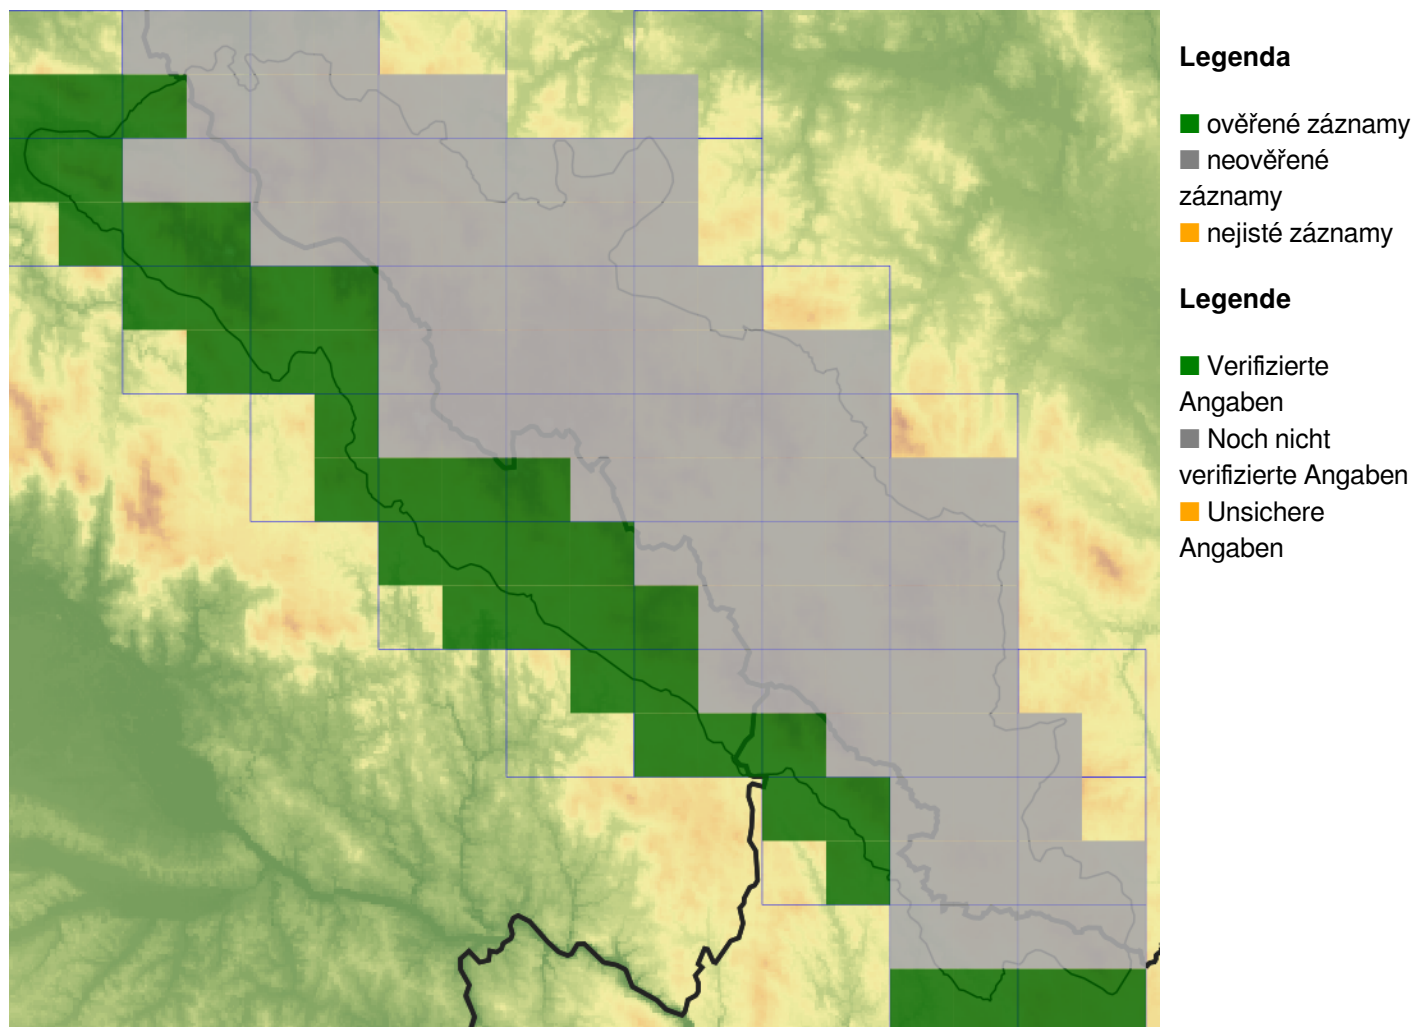 Legenda
ověřené záznamy
neověřené
záznamy
nejisté záznamy
Legende
Verifizierte
Angaben
Noch nicht
verifizierte Angaben
Unsichere
Angaben